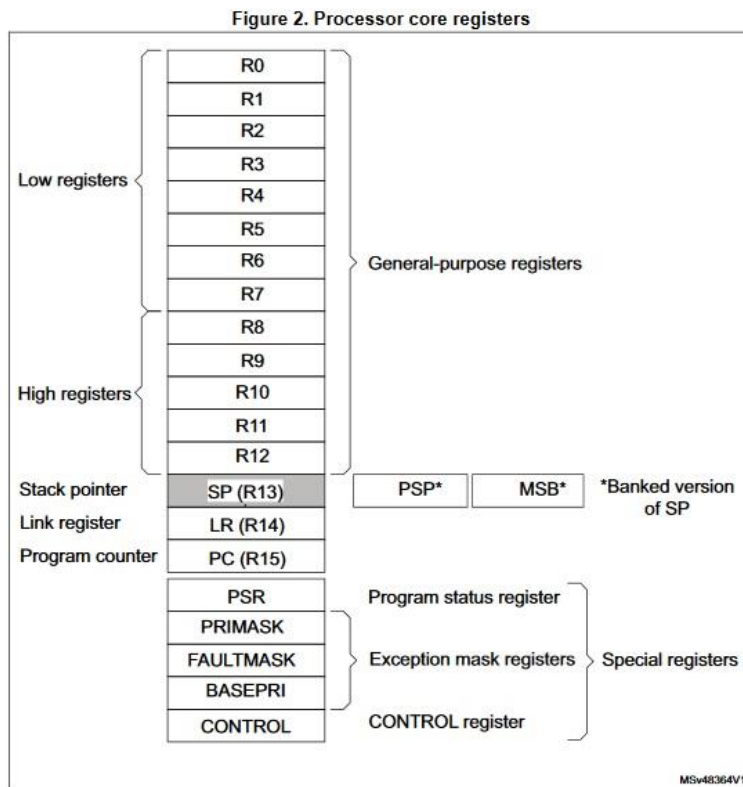 Figure 2. Processor core registers
R0
R1
R2
R3
Low registers
R4
R5
R6
General-purpose registers
R7
R8
R9
High registers
R10
R11
R12
Stack pointer SP (R13) PSP* MSB* *Banked version
of SP
Link register LR (R14)
Program counter PC (R15)
PSR Program status register
PRIMASK
FAULTMASK Exception mask registers Special registers
BASEPRI
CONTROL CONTROL register
MSv48364V1